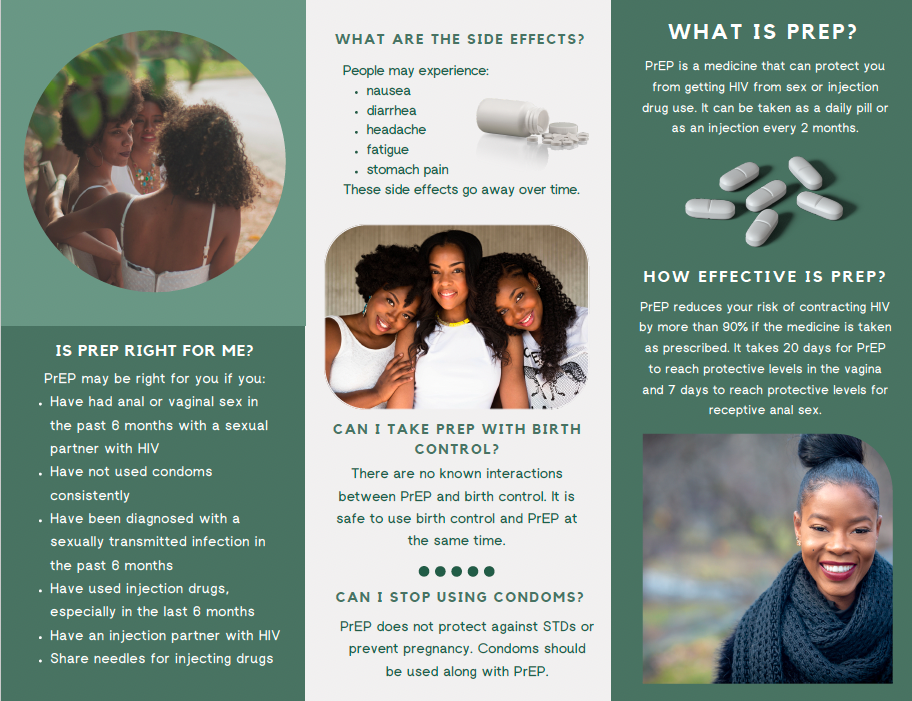 IS PREP RIGHT FOR ME?
PrEP may be right for you if you:
• Have had anal or vaginal sex in
the past 6 months with a sexual
partner with HIV
• Have not used condoms
consistently
• Have been diagnosed with a
sexually transmitted infection in
the past 6 months
• Have used injection drugs,
especially in the last 6 months
• Have an injection partner with HIV
• Share needles for injecting drugs
WHAT ARE THE SIDE EFFECTS?
People may experience:
• nausea
• diarrhea
• headache
• fatigue
• stomach pain
These side effects go away over time.
CAN I TAKE PREP WITH BIRTH
CONTROL?
There are no known interactions
between PrEP and birth control. It is
safe to use birth control and PrEP at
the same time.
CAN I STOP USING CONDOMS?
PrEP does not protect against STDs or
prevent pregnancy. Condoms should
be used along with PrEP.
WHAT IS PREP?
PrEP is a medicine that can protect you
from getting HIV from sex or injection
drug use. It can be taken as a daily pill or
as an injection every 2 months.
HOW EFFECTIVE IS PREP?
PrEP reduces your risk of contracting HIV
by more than 90% if the medicine is taken
as prescribed. It takes 20 days for PrEP
to reach protective levels in the vagina
and 7 days to reach protective levels for
receptive anal sex.